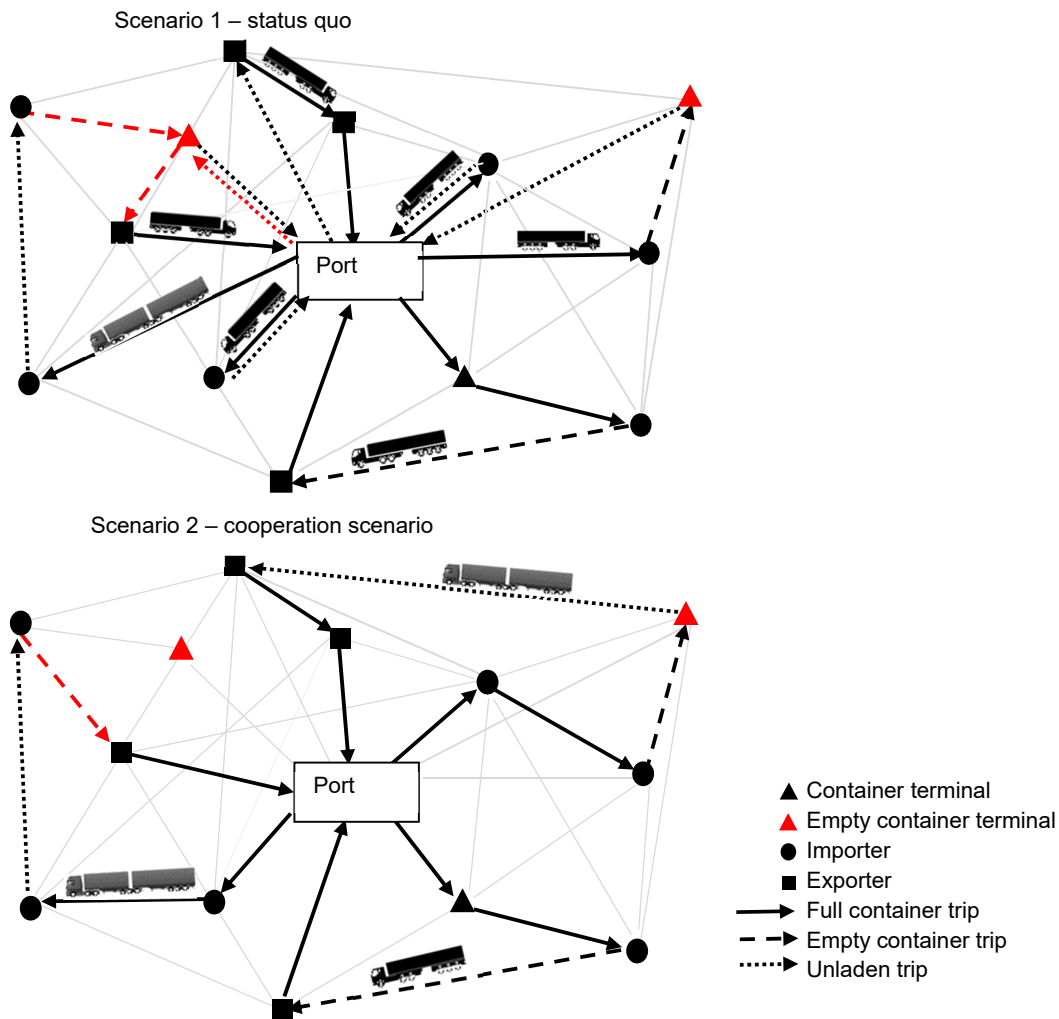 Scenario 1 – status quo
Port
Scenario 2 – cooperation scenario
Port
Container terminal
Empty container terminal
Importer
Exporter
Full container trip
Empty container trip
Unladen trip